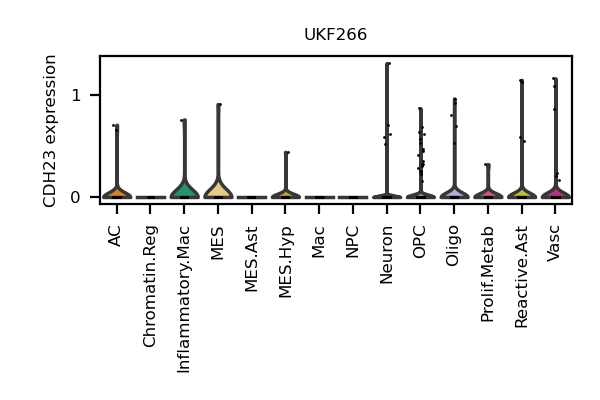 UKF266
CDH23 expression
1
0
AC
Chromatin.Reg
Inflammatory.Mac
MES
MES.Ast
MES.Hyp
Mac
NPC
Neuron
OPC
Oligo
Prolif.Metab
Reactive.Ast
Vasc